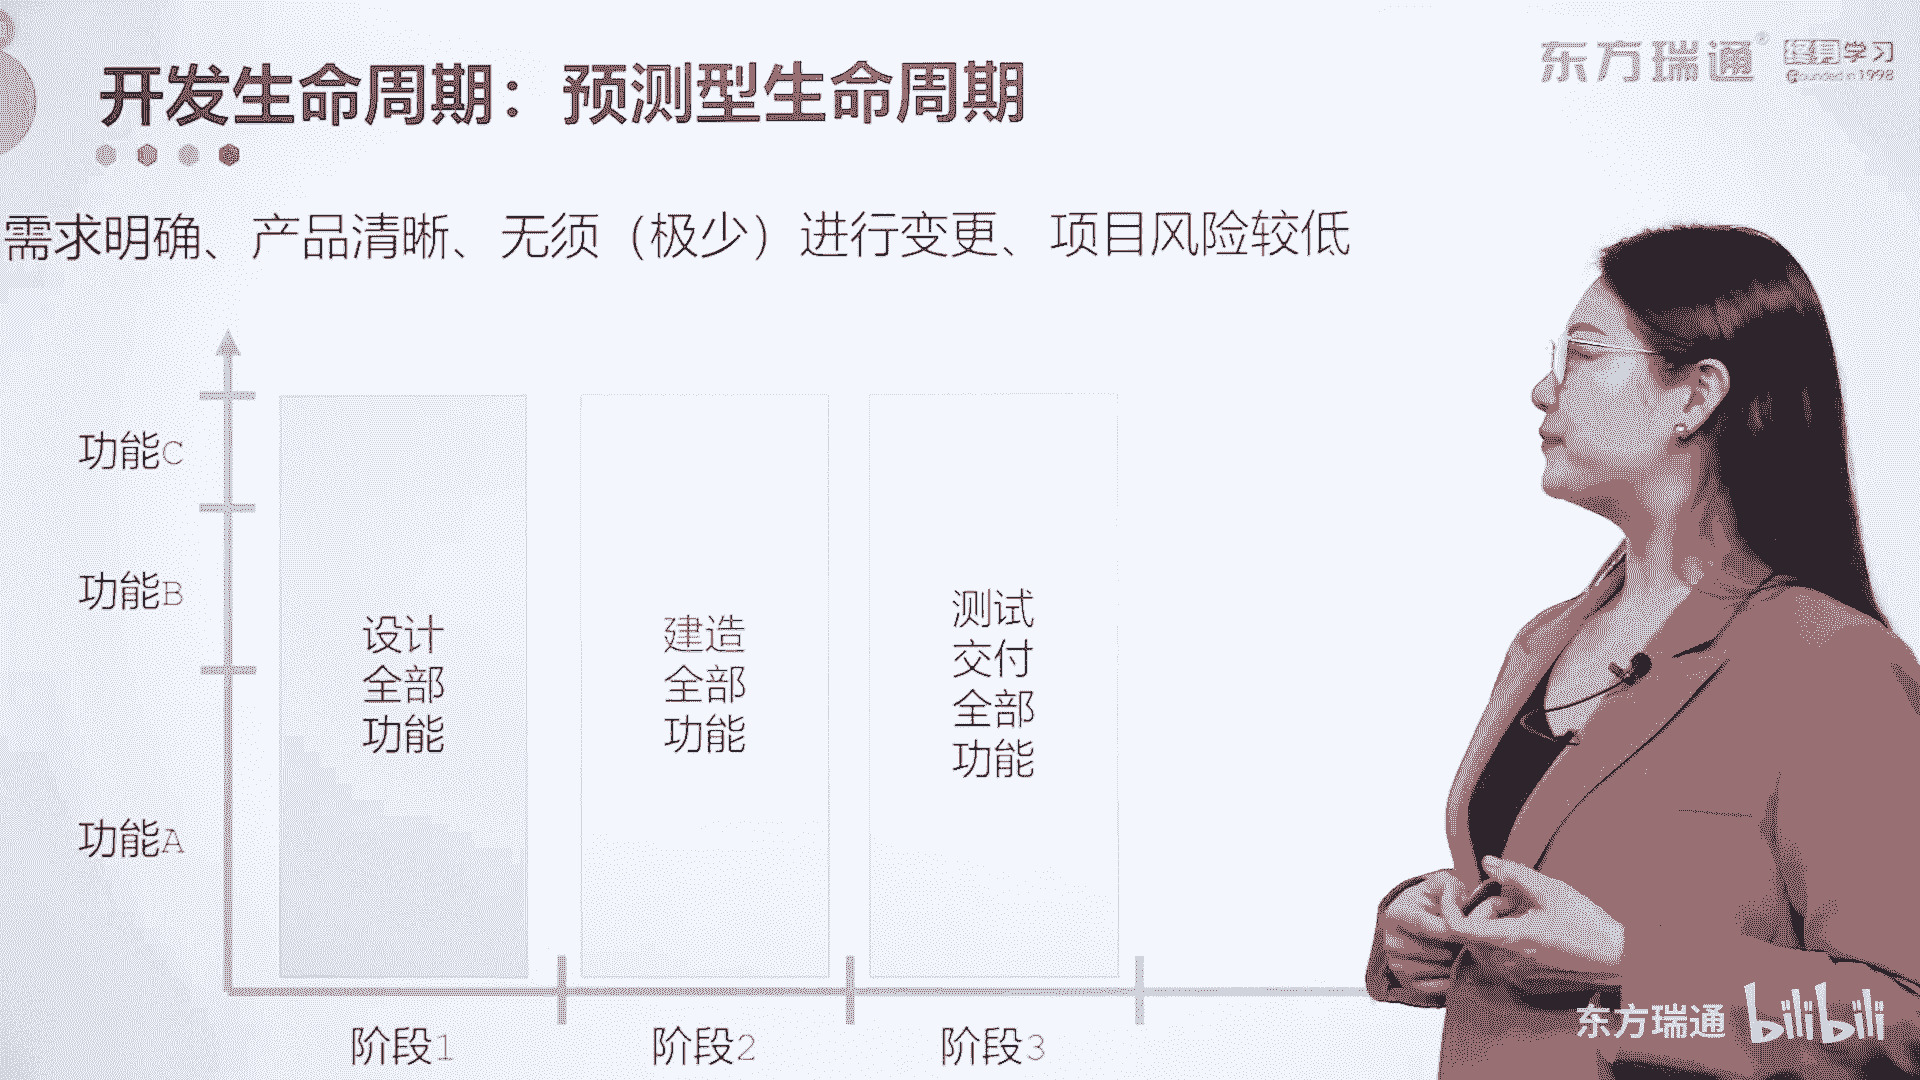 开发生命周期：预测型生命周期
东方瑞通®
终身学习
Founded in 1998
需求明确、产品清晰、无须（极少）进行变更、项目风险较低
功能C
功能B
功能A
设计
全部
功能
建造
全部
功能
测试
交付
全部
功能
阶段1
阶段2
阶段3
东方瑞通 bilibili